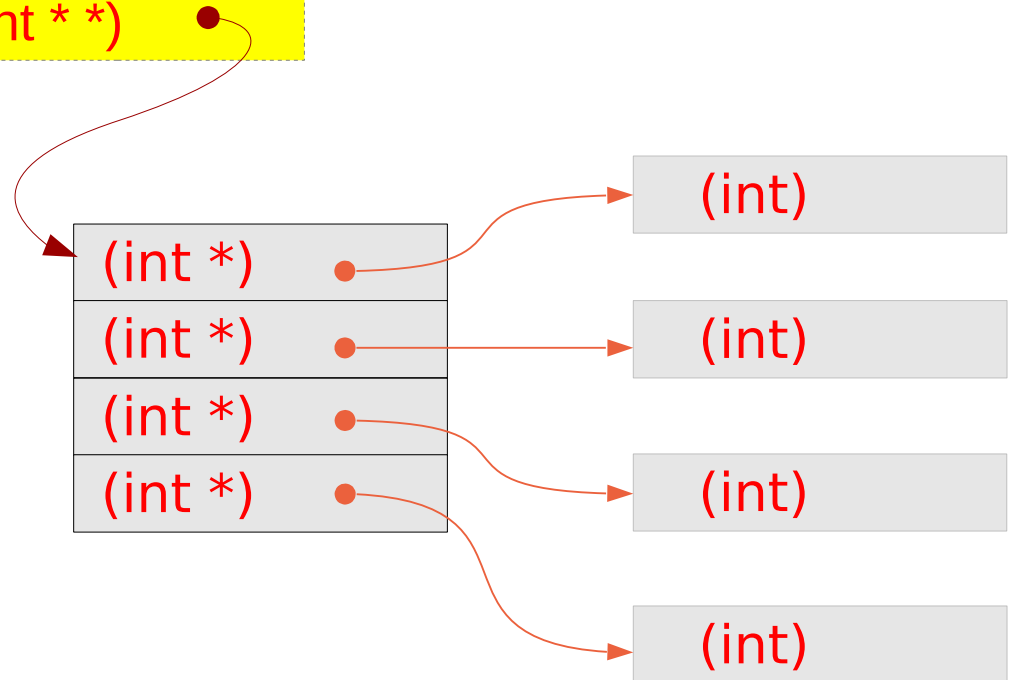 nt * *)
(int *)
(int *)
(int *)
(int *)
(int)
(int)
(int)
(int)